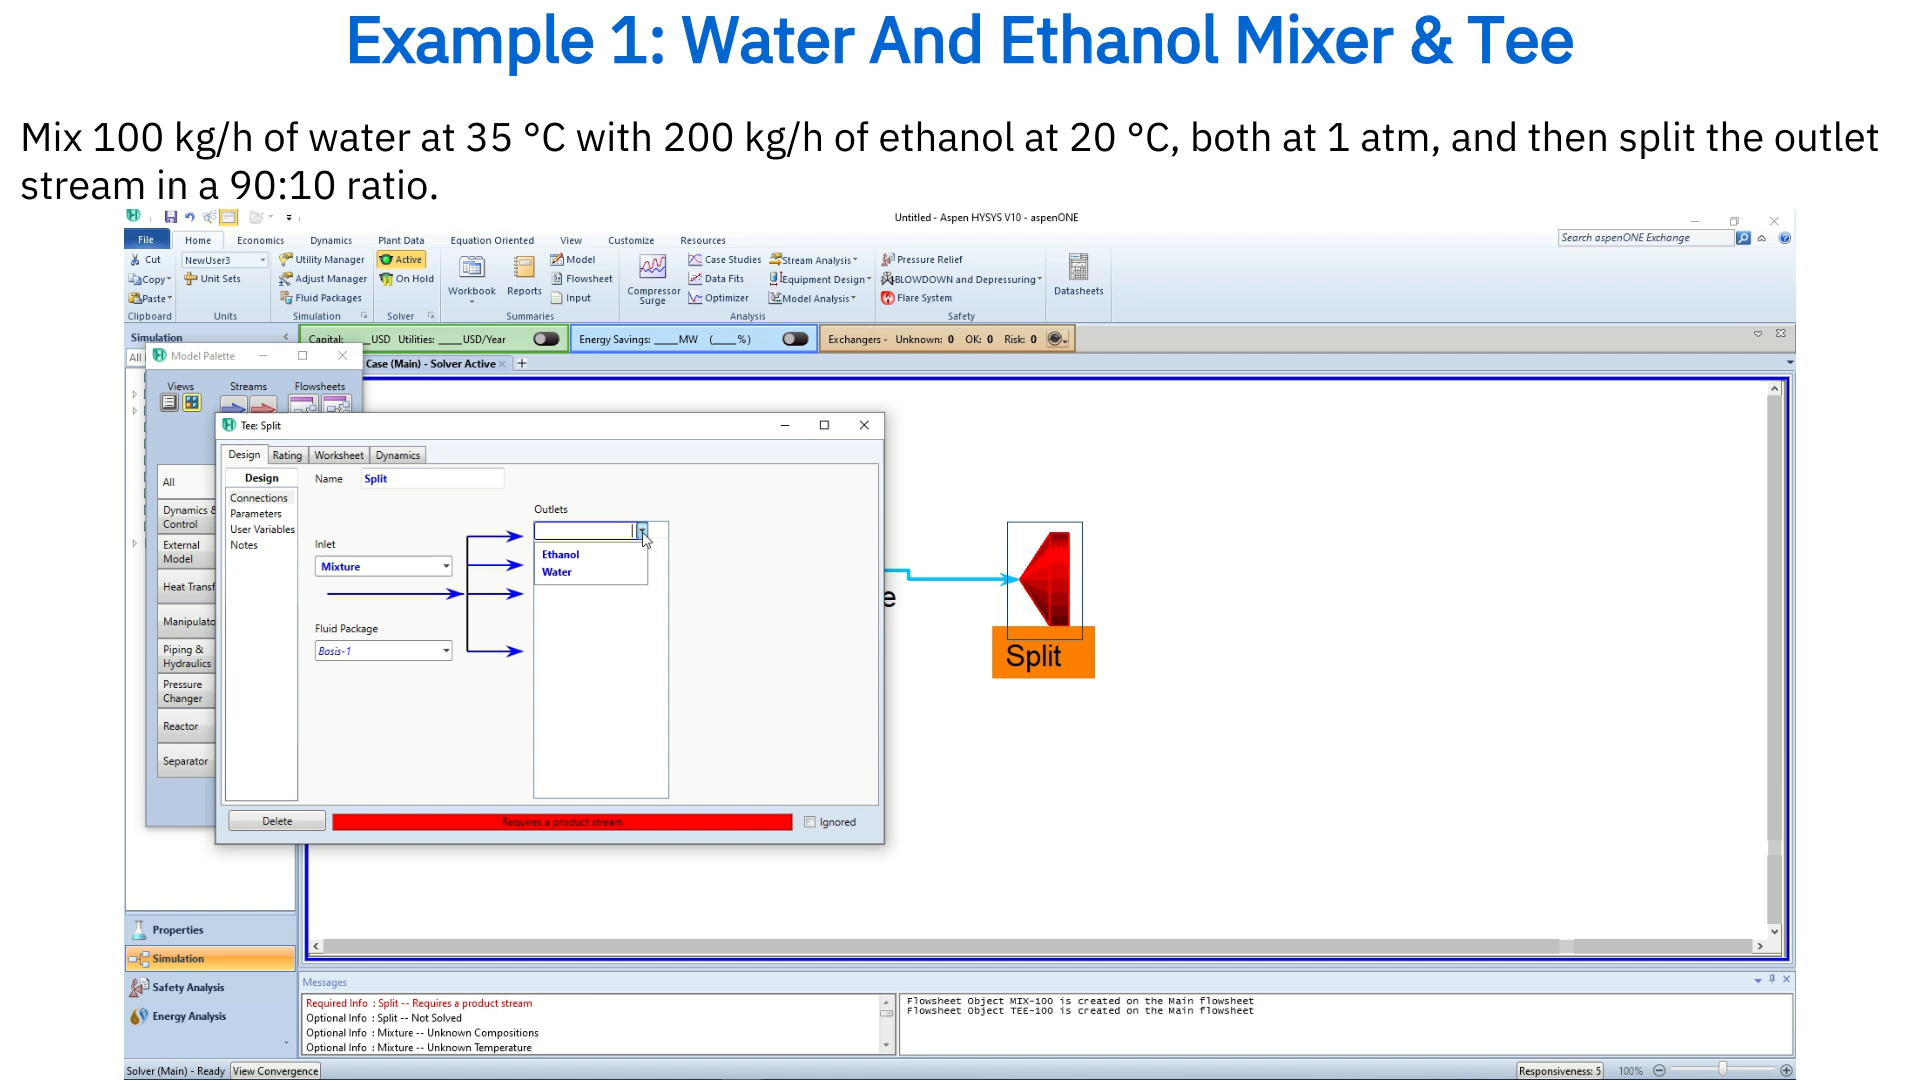 Example 1: Water And Ethanol Mixer & Tee
Mix 100 kg/h of water at 35 °C with 200 kg/h of ethanol at 20 °C, both at 1 atm, and then split the outlet
stream in a 90:10 ratio.
Untitled - Aspen HYSYS V10 - aspenONE
File Home Economics Dynamics Plant Data Equation Oriented View Customize Resources
Search aspenONE Exchange
Cut NewUser3 Utility Manager Active Model Case Studies Stream Analysis Pressure Relief
Copy Unit Sets Adjust Manager On Hold Workbook Reports Flowsheet Compressor Surge Data Fits Equipment Design BLOWDOWN and Depressuring Datasheets
Paste Fluid Packages Input Optimizer Model Analysis Flare System
Clipboard Units Simulation Solver Summaries Analysis Safety
Simulation
Capital: __USD Utilities: ____USD/Year
Energy Savings: ____MW (____%)
Exchangers - Unknown: 0 OK: 0 Risk: 0
All
Model Palette
Case (Main) - Solver Active
+
Views Streams Flowsheets
Tee: Split
Design Rating Worksheet Dynamics
Design
Connections
Parameters
User Variables
Notes
Name Split
Outlets
Inlet
Mixture
Ethanol
Water
Fluid Package
Basis-1
Delete
Requires a product stream
Ignored
All
Dynamics &
Control
External
Model
Heat Transf
Manipulato
Piping &
Hydraulics
Pressure
Changer
Reactor
Separator
e
Split
Properties
Simulation
Safety Analysis
Energy Analysis
Messages
Required Info : Split -- Requires a product stream
Optional Info : Split -- Not Solved
Optional Info : Mixture -- Unknown Compositions
Optional Info : Mixture -- Unknown Temperature
Flowsheet Object MIX-100 is created on the Main flowsheet
Flowsheet Object TEE-100 is created on the Main flowsheet
Solver (Main) - Ready View Convergence
Responsiveness: 5 100%